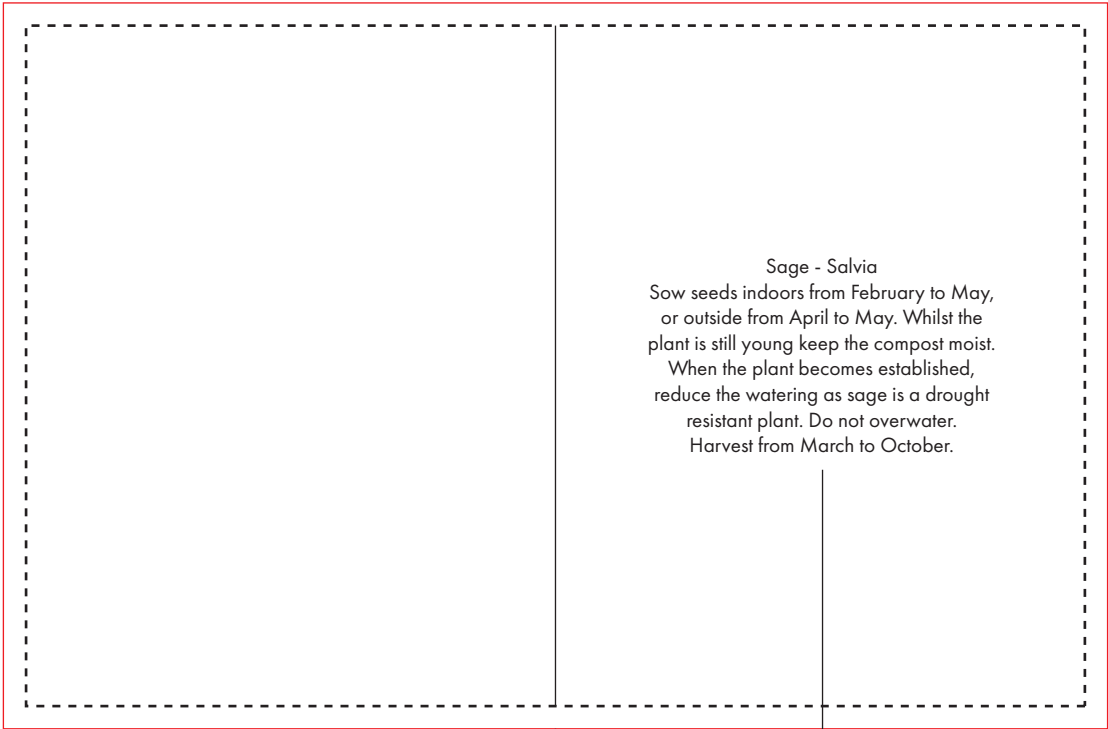 Sage - Salvia
Sow seeds indoors from February to May,
or outside from April to May. Whilst the
plant is still young keep the compost moist.
When the plant becomes established,
reduce the watering as sage is a drought
resistant plant. Do not overwater.
Harvest from March to October.